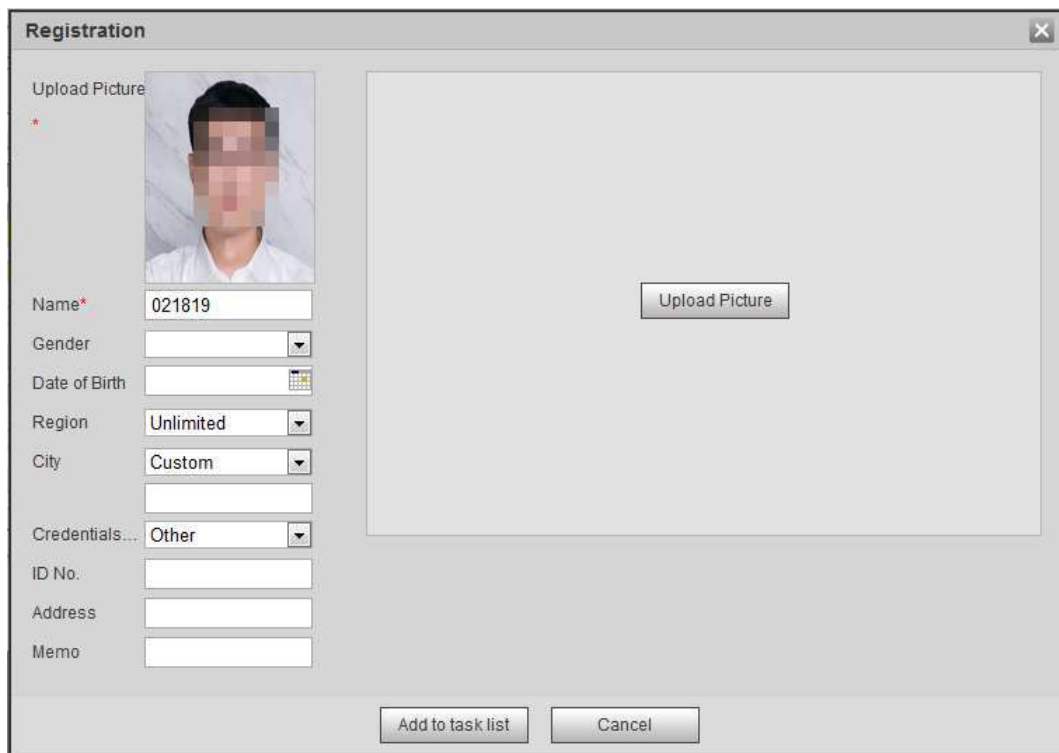 Registration
Upload Picture
*
Name* 021819
Gender
Date of Birth
Region Unlimited
City Custom
Credentials... Other
ID No.
Address
Memo
Upload Picture
Add to task list Cancel